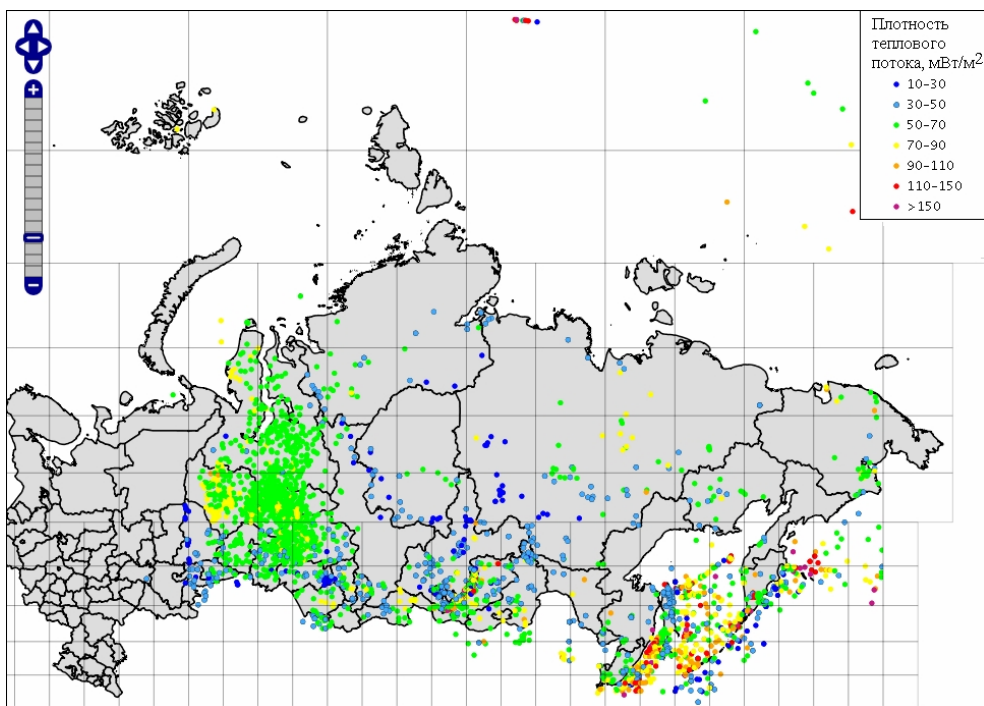 Плотность
теплового
потока, мВт/м²
10–30
30–50
50–70
70–90
90–110
110–150
>150